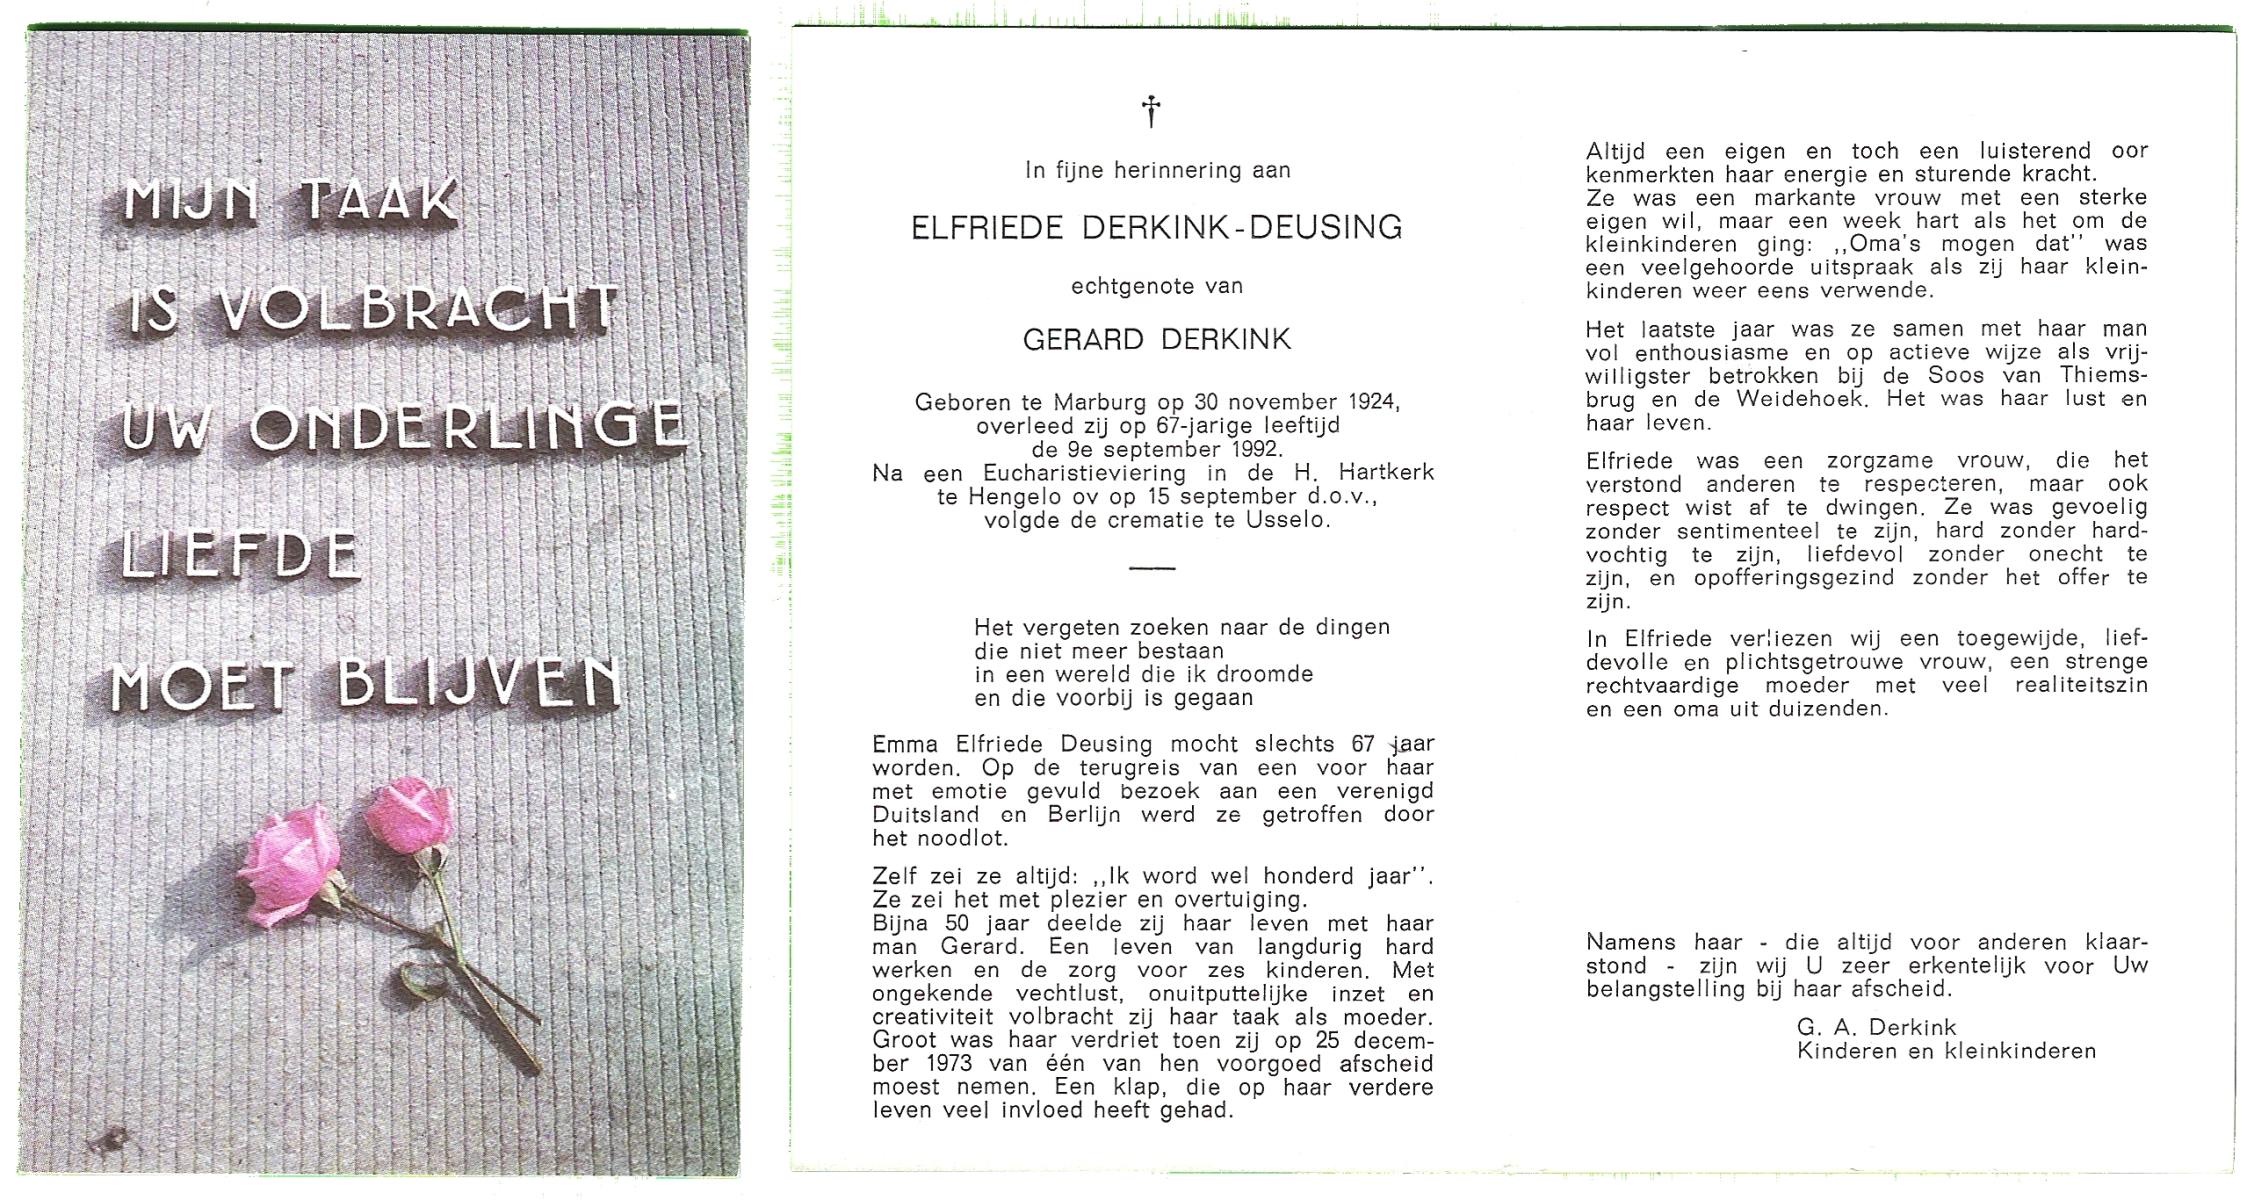 MIJN TAAK
IS VOLBRACHT
UW ONDERLINGE
LIEFDE
MOET BLIJVEN
In fijne herinnering aan
ELFRIEDE DERKINK-DEUSING
echtgenote van
GERARD DERKINK
Geboren te Marburg op 30 november 1924,
overleed zij op 67-jarige leeftijd
de 9e september 1992.
Na een Eucharistieviering in de H. Hartkerk
te Hengelo ov op 15 september d.o.v.,
volgde de crematie te Usselo.
Het vergeten zoeken naar de dingen
die niet meer bestaan
in een wereld die ik droomde
en die voorbij is gegaan
Emma Elfriede Deusing mocht slechts 67 jaar
worden. Op de terugreis van een voor haar
met emotie gevuld bezoek aan een verenigd
Duitsland en Berlijn werd ze getroffen door
het noodlot.
Zelf zei ze altijd: ,,Ik word wel honderd jaar''.
Ze zei het met plezier en overtuiging.
Bijna 50 jaar deelde zij haar leven met haar
man Gerard. Een leven van langdurig hard
werken en de zorg voor zes kinderen. Met
ongekende vechtlust, onuitputtelijke inzet en
creativiteit volbracht zij haar taak als moeder.
Groot was haar verdriet toen zij op 25 decem-
ber 1973 van één van hen voorgoed afscheid
moest nemen. Een klap, die op haar verdere
leven veel invloed heeft gehad.
Altijd een eigen en toch een luisterend oor
kenmerkten haar energie en sturende kracht.
Ze was een markante vrouw met een sterke
eigen wil, maar een week hart als het om de
kleinkinderen ging: ,,Oma's mogen dat'' was
een veelgehoorde uitspraak als zij haar klein-
kinderen weer eens verwende.
Het laatste jaar was ze samen met haar man
vol enthousiasme en op actieve wijze als vrij-
willigster betrokken bij de Soos van Thiems-
brug en de Weidehoek. Het was haar lust en
haar leven.
Elfriede was een zorgzame vrouw, die het
verstond anderen te respecteren, maar ook
respect wist af te dwingen. Ze was gevoelig
zonder sentimenteel te zijn, hard zonder hard-
vochtig te zijn, liefdevol zonder onecht te
zijn, en opofferingsgezind zonder het offer te
zijn.
In Elfriede verliezen wij een toegewijde, lief-
devolle en plichtsgetrouwe vrouw, een strenge
rechtvaardige moeder met veel realiteitszin
en een oma uit duizenden.
Namens haar - die altijd voor anderen klaar-
stond - zijn wij U zeer erkentelijk voor Uw
belangstelling bij haar afscheid.
G. A. Derkink
Kinderen en kleinkinderen